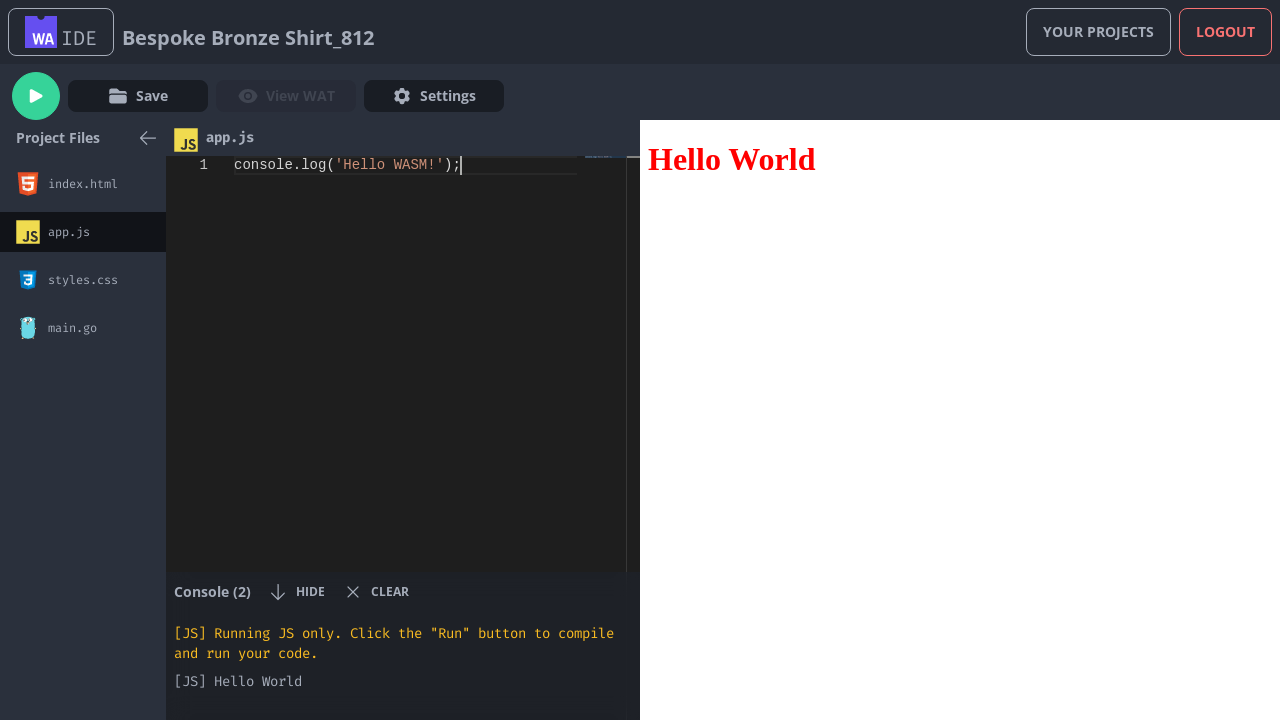 WA IDE
Bespoke Bronze Shirt_812
YOUR PROJECTS
LOGOUT
Save
View WAT
Settings
Project Files
index.html
app.js
styles.css
main.go
JS app.js
1 console.log('Hello WASM!');
Hello World
Console (2)
HIDE
CLEAR
[JS] Running JS only. Click the "Run" button to compile
and run your code.
[JS] Hello World